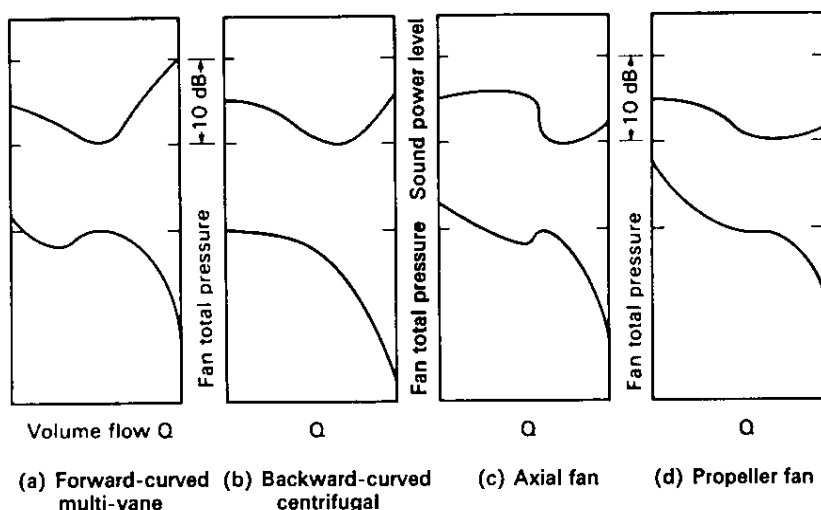 10 dB
Fan total pressure
Sound power level
Fan total pressure
10 dB
Fan total pressure
Volume flow Q
Q
Q
Q
(a) Forward-curved
multi-vane
(b) Backward-curved
centrifugal
(c) Axial fan
(d) Propeller fan